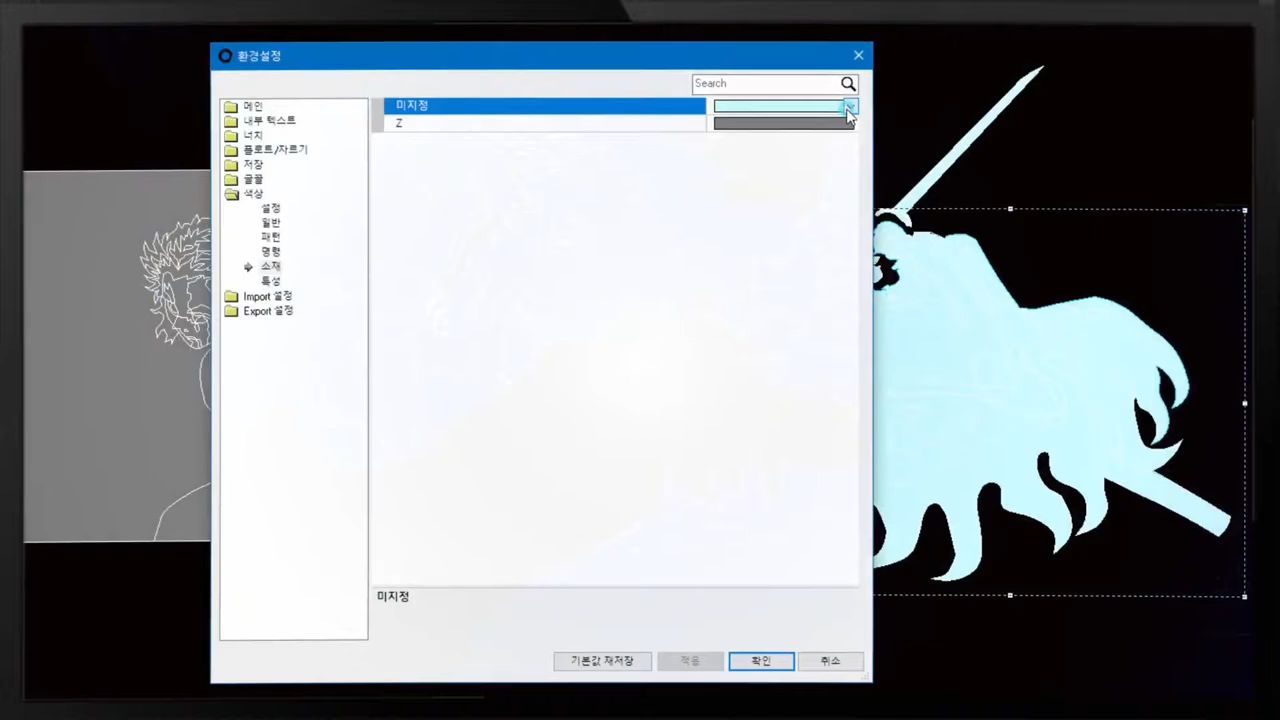 환경설정
Search
메인
내부 텍스트
너치
플로트/자르기
저장
글꼴
색상
설정
일반
패턴
명령
소재
특성
Import 설정
Export 설정
미지정
Z
미지정
기본값 재저장
적용
확인
취소